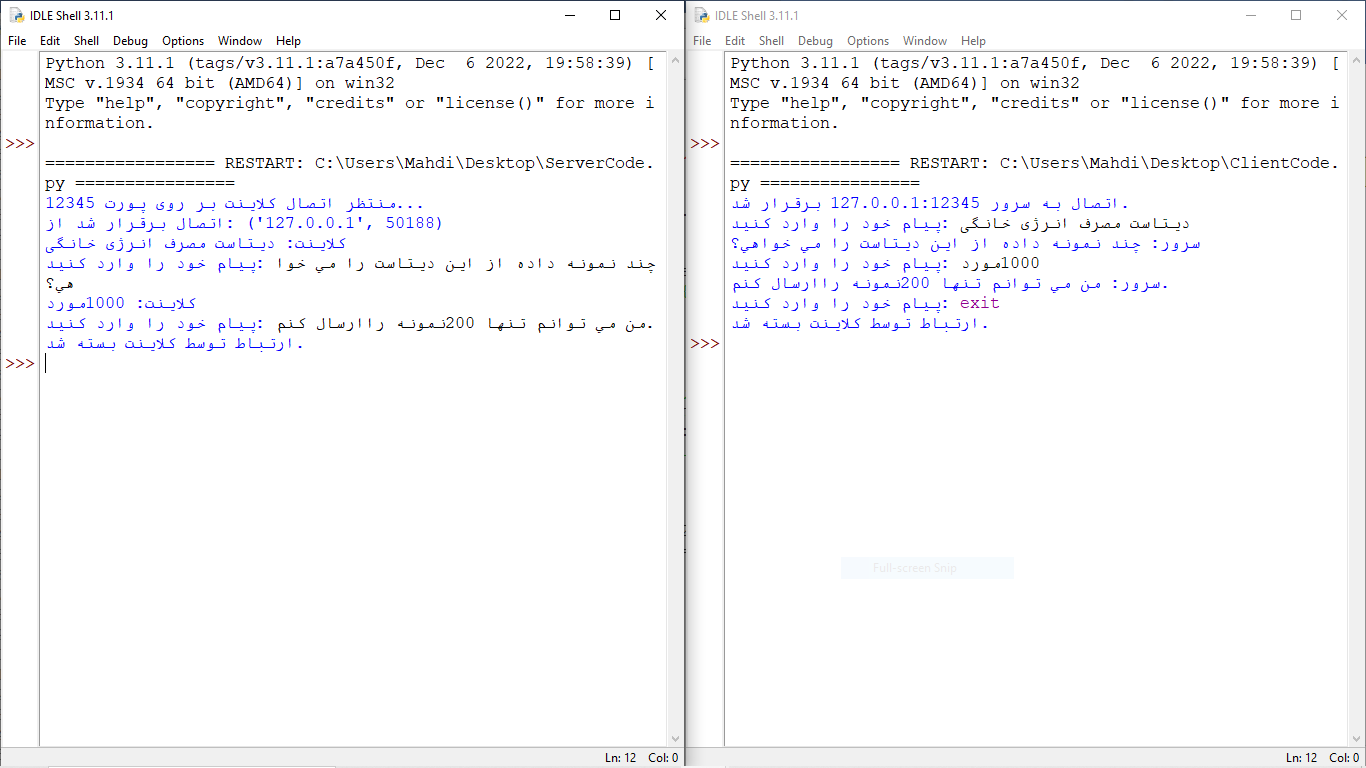 IDLE Shell 3.11.1
File Edit Shell Debug Options Window Help
Python 3.11.1 (tags/v3.11.1:a7a450f, Dec  6 2022, 19:58:39) [
MSC v.1934 64 bit (AMD64)] on win32
Type "help", "copyright", "credits" or "license()" for more i
nformation.
>>>
================= RESTART: C:\Users\Mahdi\Desktop\ServerCode.
py ================
منتظر اتصال کلاینت بر روی پورت 12345...
اتصال برقرار شد از: ('127.0.0.1', 50188)
کلاینت: دیتاست مصرف انرژی خانگی
پیام خود را وارد کنید: چند نمونه داده از اين ديتاست را مي خوا
هي؟
کلاینت: 1000مورد
پیام خود را وارد کنید: من مي توانم تنها 200نمونه راارسال کنم.
ارتباط توسط کلاینت بسته شد.
>>>
Ln: 12 Col: 0
IDLE Shell 3.11.1
File Edit Shell Debug Options Window Help
Python 3.11.1 (tags/v3.11.1:a7a450f, Dec  6 2022, 19:58:39) [
MSC v.1934 64 bit (AMD64)] on win32
Type "help", "copyright", "credits" or "license()" for more i
nformation.
>>>
================= RESTART: C:\Users\Mahdi\Desktop\ClientCode.
py ================
اتصال به سرور 127.0.0.1:12345 برقرار شد.
پیام خود را وارد کنید: دیتاست مصرف انرژی خانگی
سرور: چند نمونه داده از اين ديتاست را مي خواهي؟
پیام خود را وارد کنید: 1000مورد
سرور: من مي توانم تنها 200نمونه راارسال کنم.
پیام خود را وارد کنید: exit
ارتباط توسط کلاینت بسته شد.
>>>
Full-screen Snip
Ln: 12 Col: 0